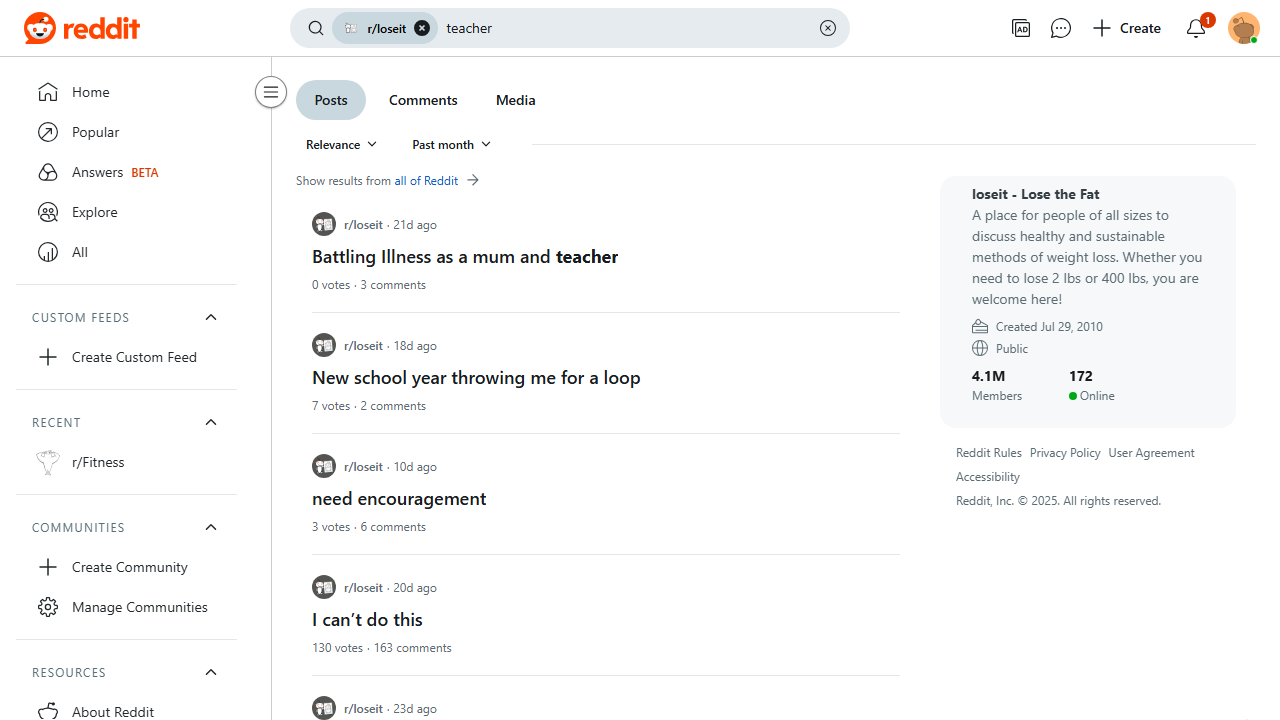 reddit
r/loseit
teacher
AD
Create
1
Home
Popular
Answers BETA
Explore
All
CUSTOM FEEDS
Create Custom Feed
RECENT
r/Fitness
COMMUNITIES
Create Community
Manage Communities
RESOURCES
About Reddit
Posts
Comments
Media
Relevance
Past month
Show results from all of Reddit
r/loseit · 21d ago
Battling Illness as a mum and teacher
0 votes · 3 comments
r/loseit · 18d ago
New school year throwing me for a loop
7 votes · 2 comments
r/loseit · 10d ago
need encouragement
3 votes · 6 comments
r/loseit · 20d ago
I can’t do this
130 votes · 163 comments
r/loseit · 23d ago
loseit - Lose the Fat
A place for people of all sizes to
discuss healthy and sustainable
methods of weight loss. Whether you
need to lose 2 lbs or 400 lbs, you are
welcome here!
Created Jul 29, 2010
Public
4.1M
172
Members
Online
Reddit Rules Privacy Policy User Agreement
Accessibility
Reddit, Inc. © 2025. All rights reserved.